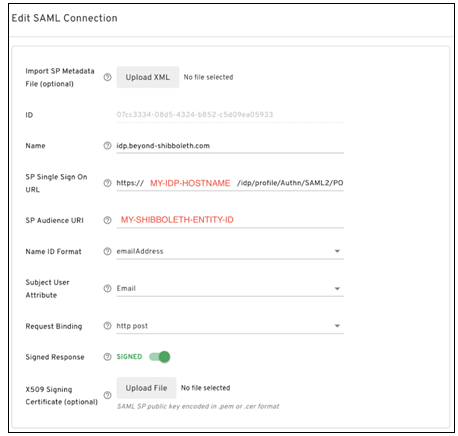 Edit SAML Connection
Import SP Metadata
File (optional)
Upload XML
No file selected
ID
07cc3334-08d5-4324-b852-c5d09ea05933
Name
idp.beyond-shibboleth.com
SP Single Sign On
URL
https:// MY-IDP-HOSTNAME /idp/profile/Authn/SAML2/PO
SP Audience URI
MY-SHIBBOLETH-ENTITY-ID
Name ID Format
emailAddress
Subject User
Attribute
Email
Request Binding
http post
Signed Response
SIGNED
X509 Signing
Certificate (optional)
Upload File
No file selected
SAML SP public key encoded in .pem or .cer format